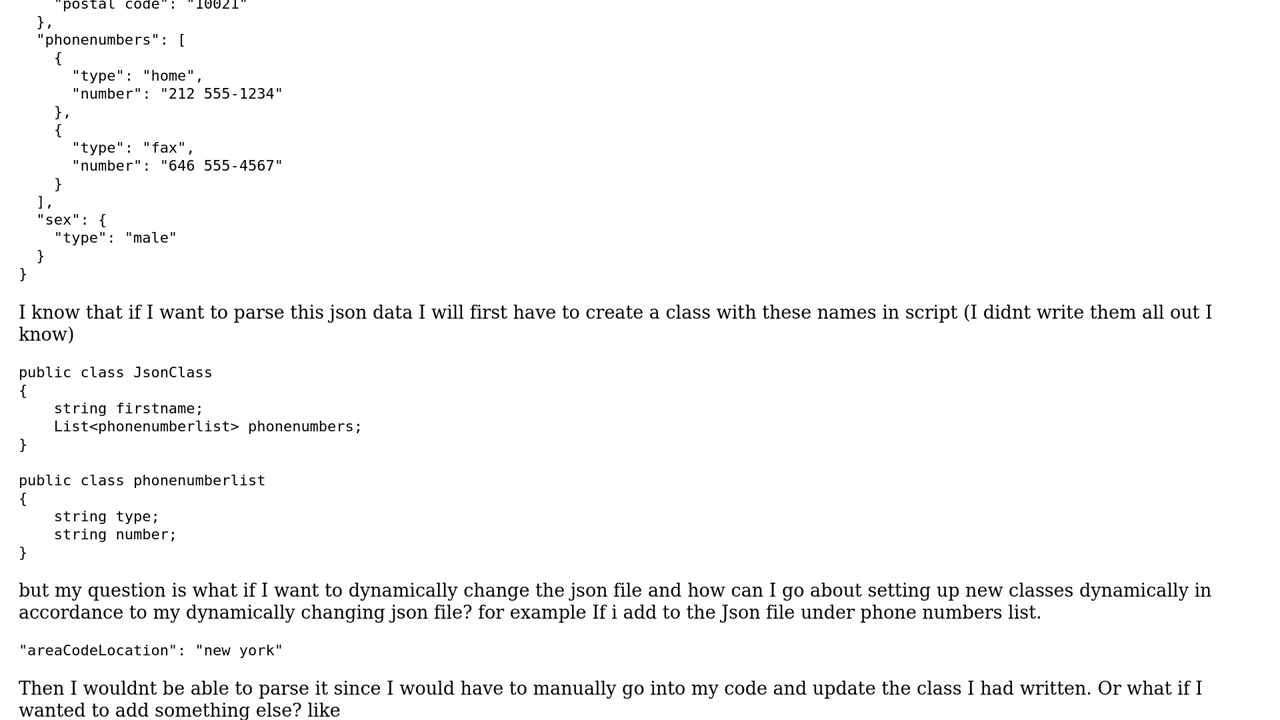 "postal code": "10021"
},
"phonenumbers": [
{
"type": "home",
"number": "212 555-1234"
},
{
"type": "fax",
"number": "646 555-4567"
}
],
"sex": {
"type": "male"
}
}
I know that if I want to parse this json data I will first have to create a class with these names in script (I didnt write them all out I
know)
public class JsonClass
{
string firstname;
List<phonenumberlist> phonenumbers;
}
public class phonenumberlist
{
string type;
string number;
}
but my question is what if I want to dynamically change the json file and how can I go about setting up new classes dynamically in
accordance to my dynamically changing json file? for example If i add to the Json file under phone numbers list.
"areaCodeLocation": "new york"
Then I wouldnt be able to parse it since I would have to manually go into my code and update the class I had written. Or what if I
wanted to add something else? like